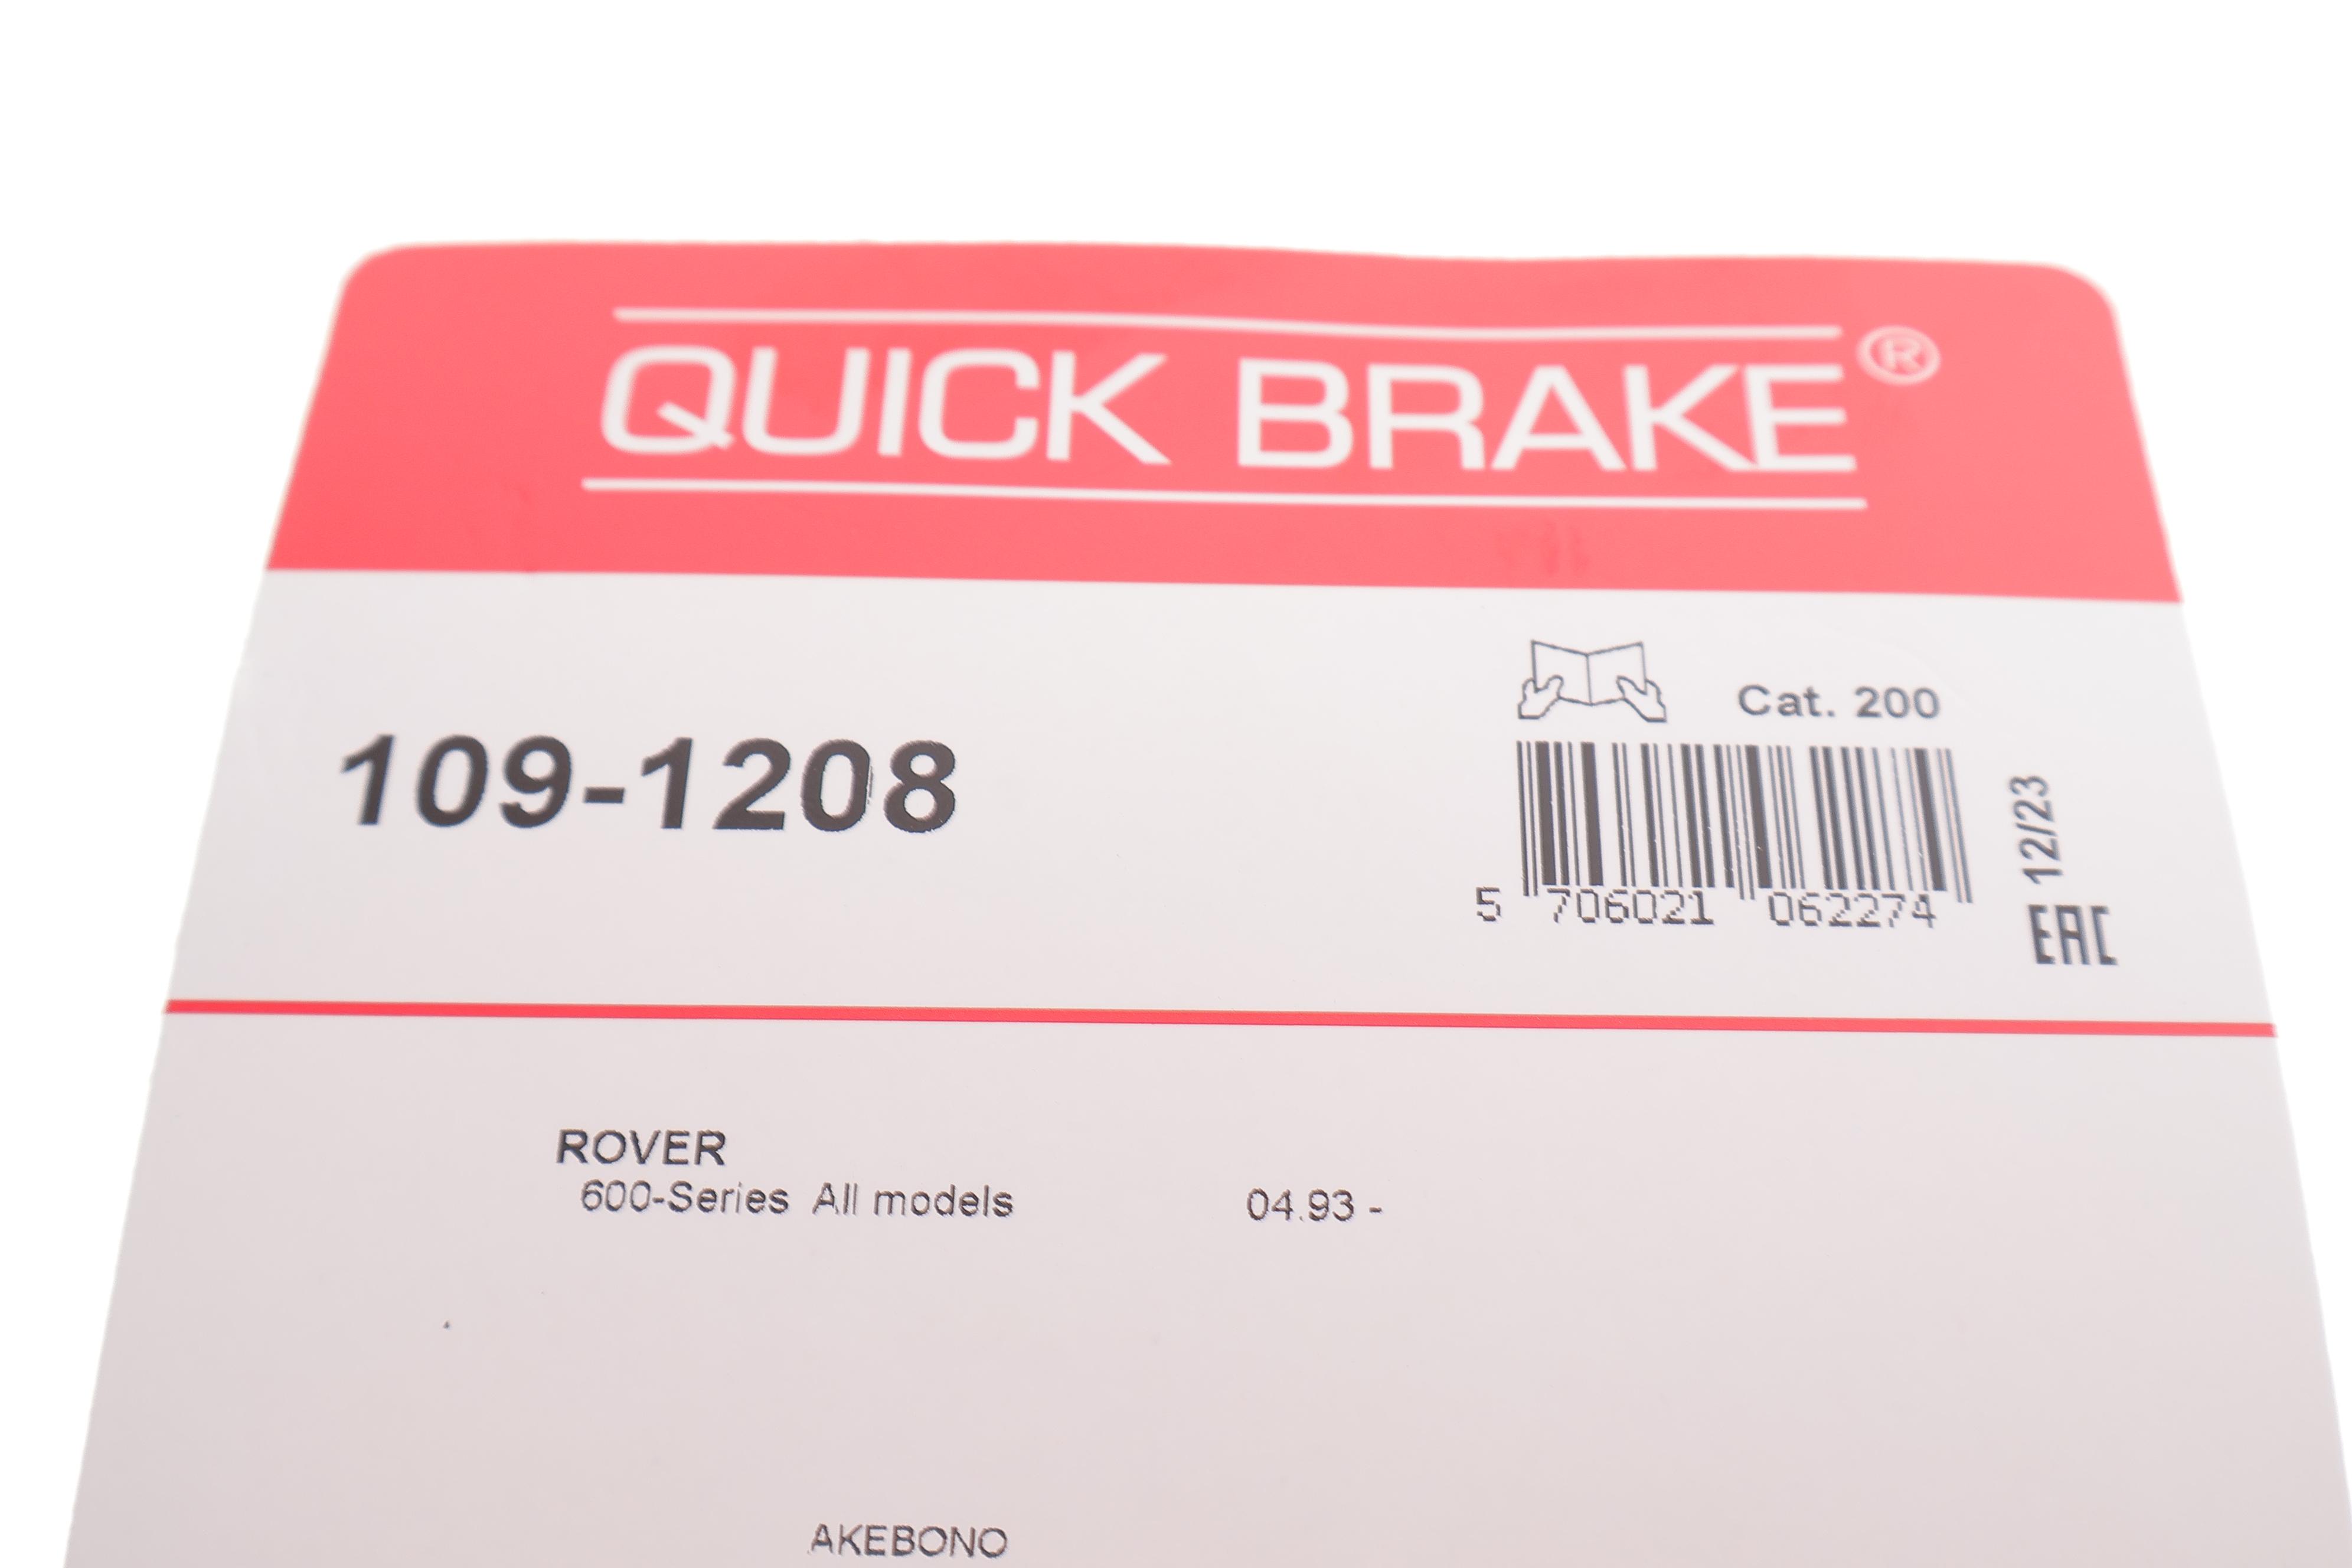 QUICK BRAKE®
Cat. 200
109-1208
12/23
5 706021 062274
EAC
ROVER
600-Series All models 04.93 -
AKEBONO